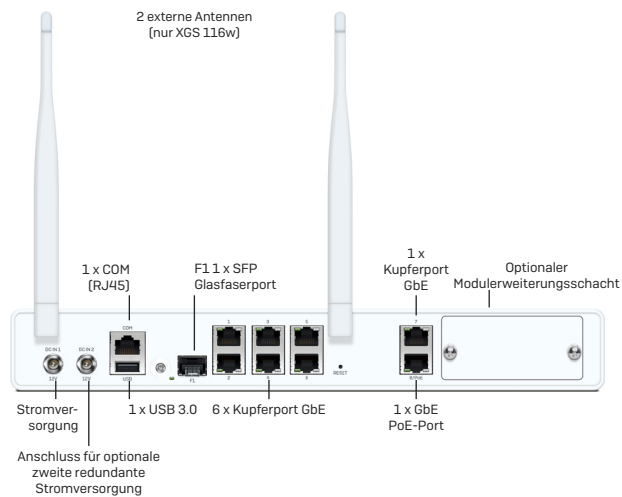 2 externe Antennen
(nur XGS 116w)
1 x COM
(RJ45)
F1 1 x SFP
Glasfaserport
1 x
Kupferport
GbE
Optionaler
Modulerweiterungsschacht
COM
1
3
5
7
DC IN 1
DC IN 2
12V
12V
USB
F1
2
RESET
8/PoE
Stromver-
sorgung
1 x USB 3.0
6 x Kupferport GbE
1 x GbE
PoE-Port
Anschluss für optionale
zweite redundante
Stromversorgung